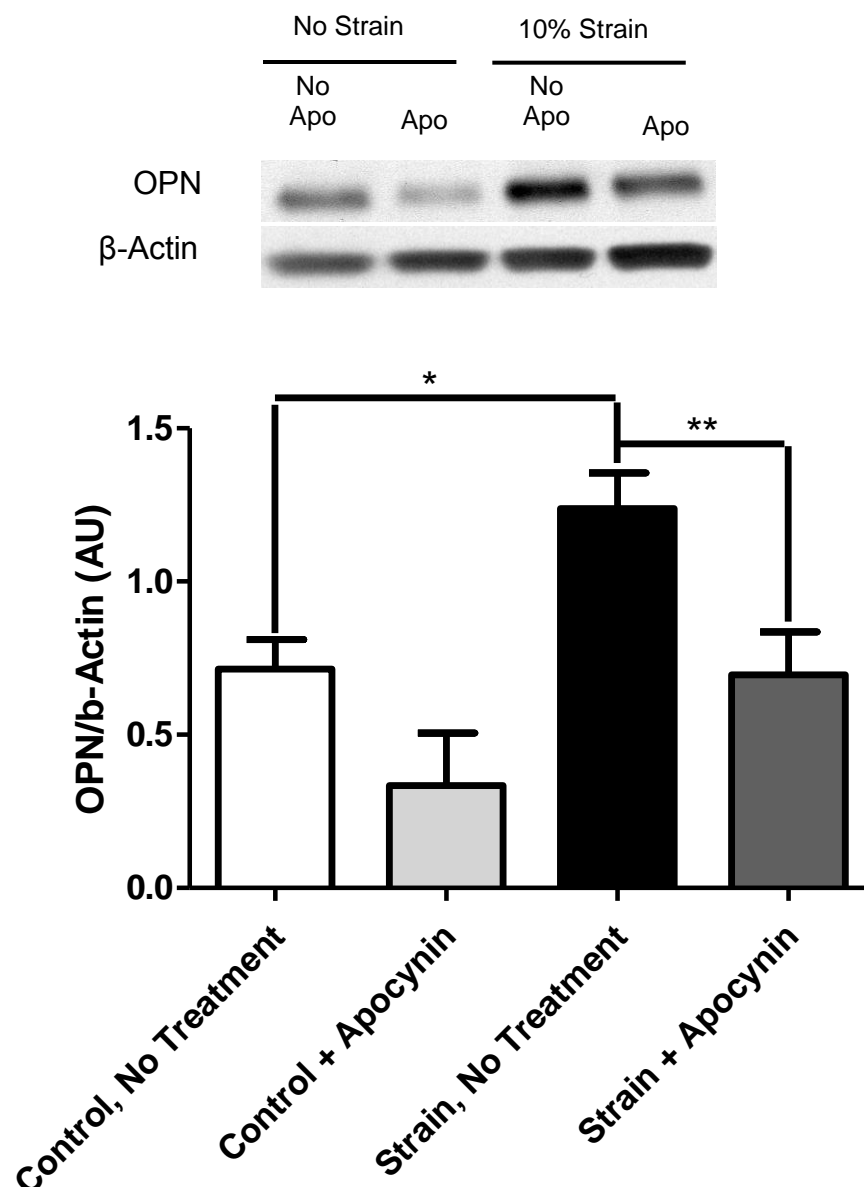 No Strain
10% Strain
No
Apo
Apo
No
Apo
Apo
OPN
β-Actin
*
**
OPN/b-Actin (AU)
1.5
1.0
0.5
0.0
Control, No Treatment
Control + Apocynin
Strain, No Treatment
Strain + Apocynin